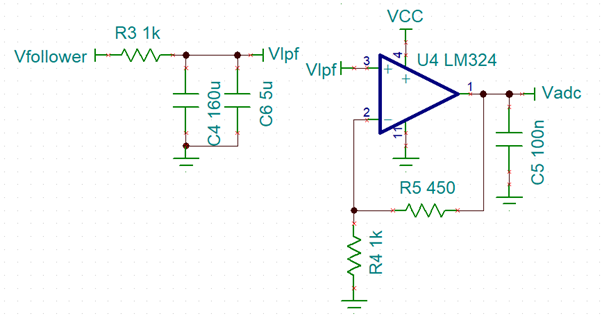 R3 1k
Vfollower
Vlpf
C4 160u
C6 5u
VCC
U4 LM324
Vlpf
3
4
1
2
11
Vadc
C5 100n
R5 450
R4 1k